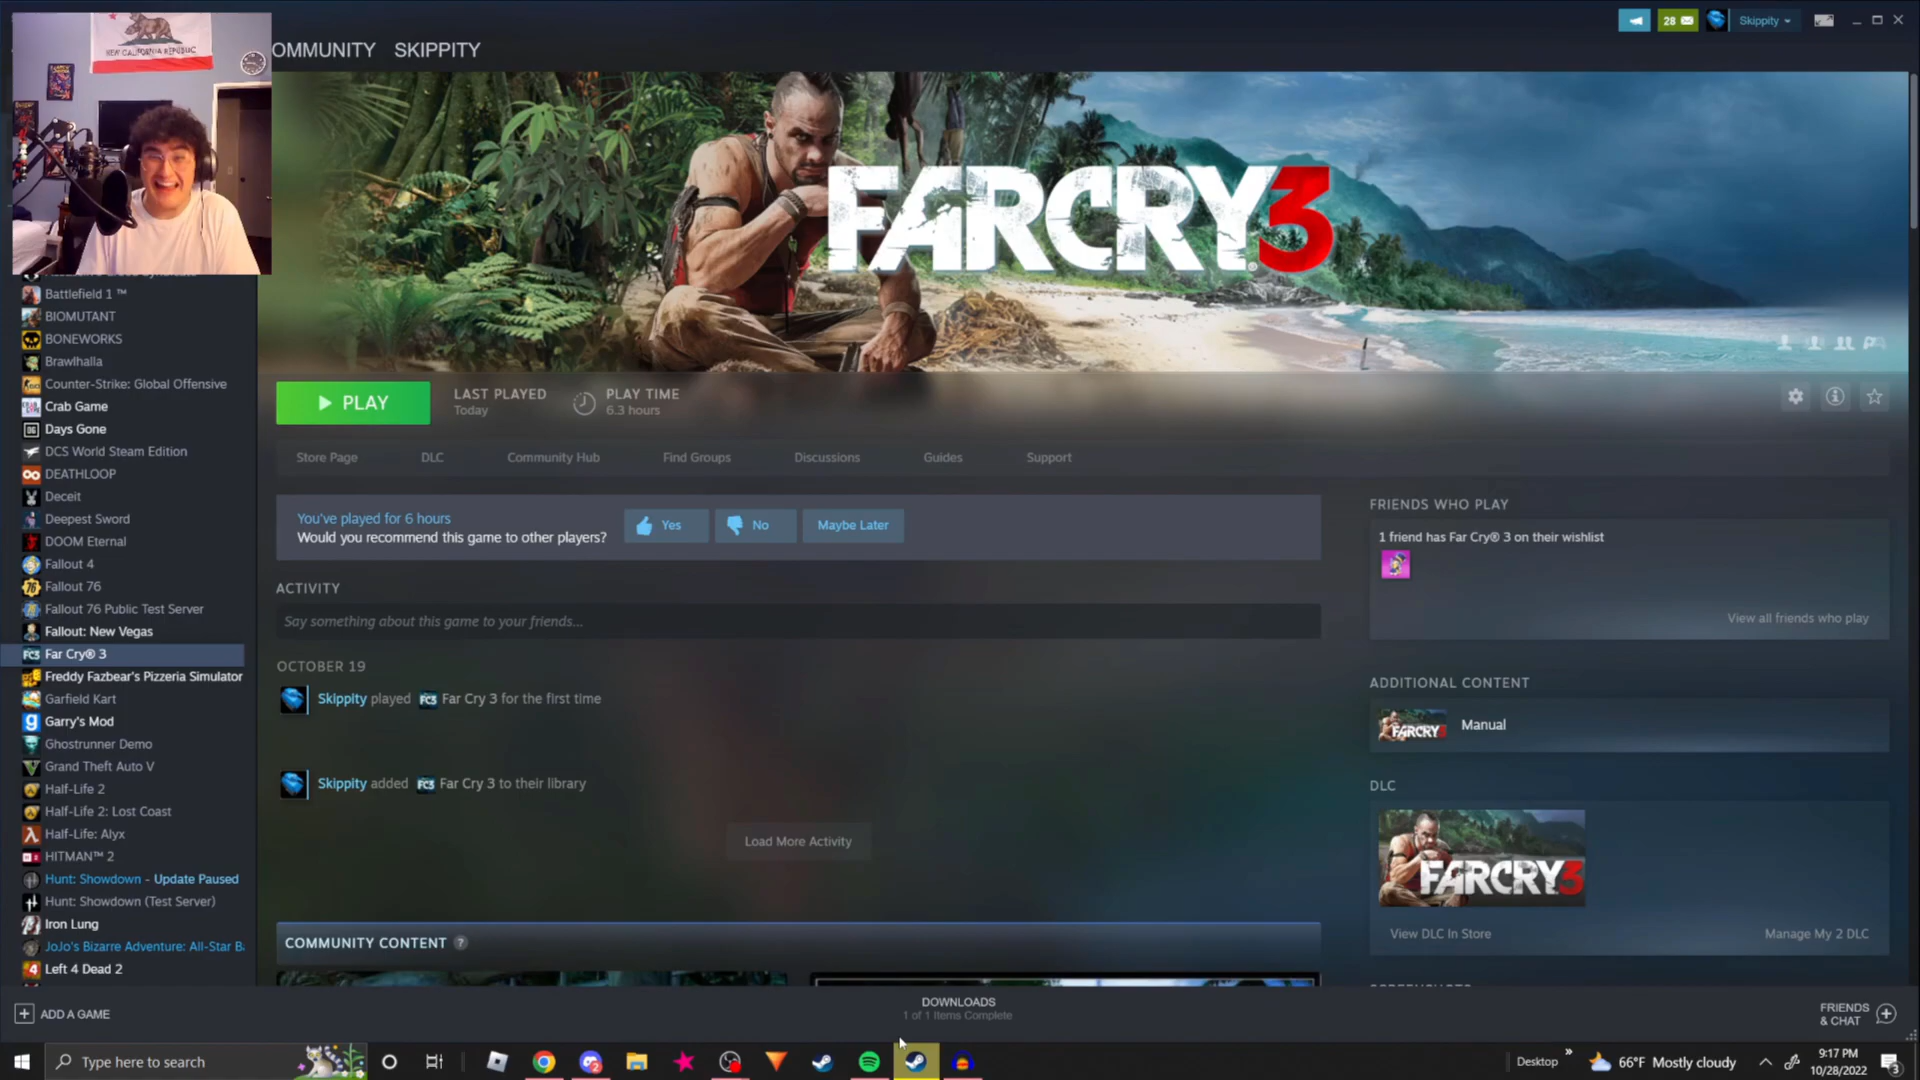 NEW CALIFORNIA REPUBLIC
OMMUNITY SKIPPITY
28 Skippity
FARCRY3
PLAY
LAST PLAYED
Today
PLAY TIME
6.3 hours
Store Page DLC Community Hub Find Groups Discussions Guides Support
You've played for 6 hours
Would you recommend this game to other players?
Yes No Maybe Later
ACTIVITY
Say something about this game to your friends...
OCTOBER 19
Skippity played FC3 Far Cry 3 for the first time
Skippity added FC3 Far Cry 3 to their library
Load More Activity
COMMUNITY CONTENT ?
FRIENDS WHO PLAY
1 friend has Far Cry® 3 on their wishlist
View all friends who play
ADDITIONAL CONTENT
FARCRY3
Manual
DLC
FARCRY3
View DLC In Store Manage My 2 DLC
Battlefield 1 ™
BIOMUTANT
BONEWORKS
Brawlhalla
Counter-Strike: Global Offensive
Crab Game
Days Gone
DCS World Steam Edition
DEATHLOOP
Deceit
Deepest Sword
DOOM Eternal
Fallout 4
Fallout 76
Fallout 76 Public Test Server
Fallout: New Vegas
FC3 Far Cry® 3
Freddy Fazbear's Pizzeria Simulator
Garfield Kart
Garry's Mod
Ghostrunner Demo
Grand Theft Auto V
Half-Life 2
Half-Life 2: Lost Coast
Half-Life: Alyx
HITMAN™ 2
Hunt: Showdown - Update Paused
Hunt: Showdown (Test Server)
Iron Lung
JoJo's Bizarre Adventure: All-Star Ba
Left 4 Dead 2
ADD A GAME
DOWNLOADS
1 of 1 Items Complete
FRIENDS
& CHAT
Type here to search
Desktop
66°F Mostly cloudy
9:17 PM
10/28/2022
3